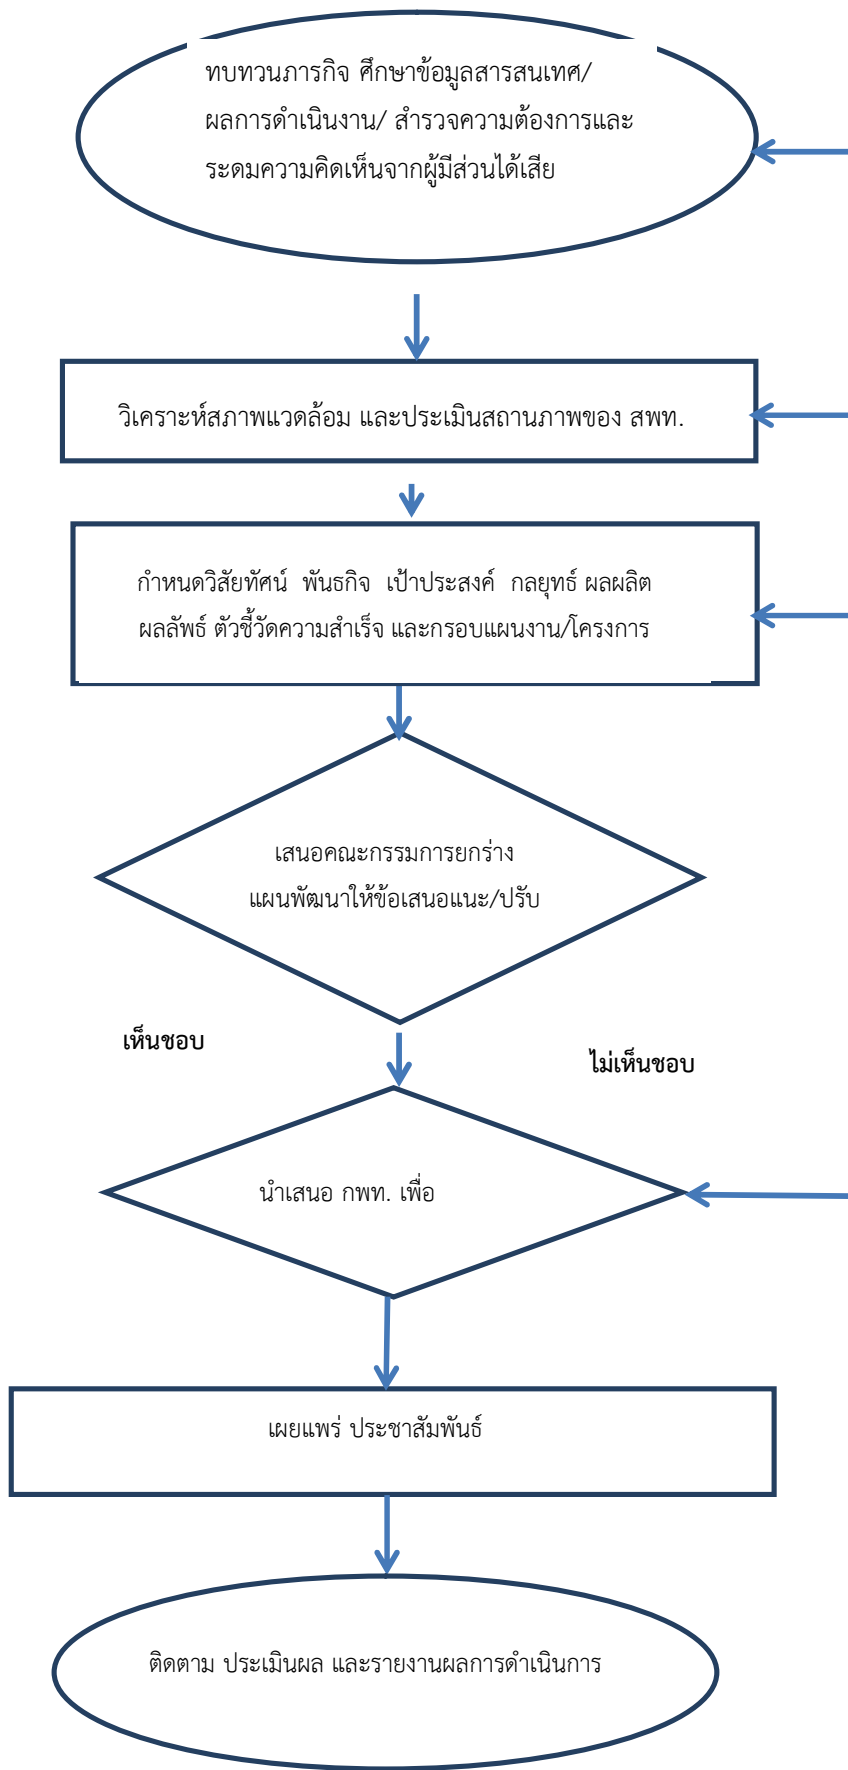 ทบทวนภารกิจ ศึกษาข้อมูลสารสนเทศ/
ผลการดำเนินงาน/ สำรวจความต้องการและ
ระดมความคิดเห็นจากผู้มีส่วนได้เสีย
วิเคราะห์สภาพแวดล้อม และประเมินสถานภาพของ สพท.
กำหนดวิสัยทัศน์ พันธกิจ เป้าประสงค์ กลยุทธ์ ผลผลิต
ผลลัพธ์ ตัวชี้วัดความสำเร็จ และกรอบแผนงาน/โครงการ
เสนอคณะกรรมการยกร่าง
แผนพัฒนาให้ข้อเสนอแนะ/ปรับ
เห็นชอบ
ไม่เห็นชอบ
นำเสนอ กพท. เพื่อ
เผยแพร่ ประชาสัมพันธ์
ติดตาม ประเมินผล และรายงานผลการดำเนินการ